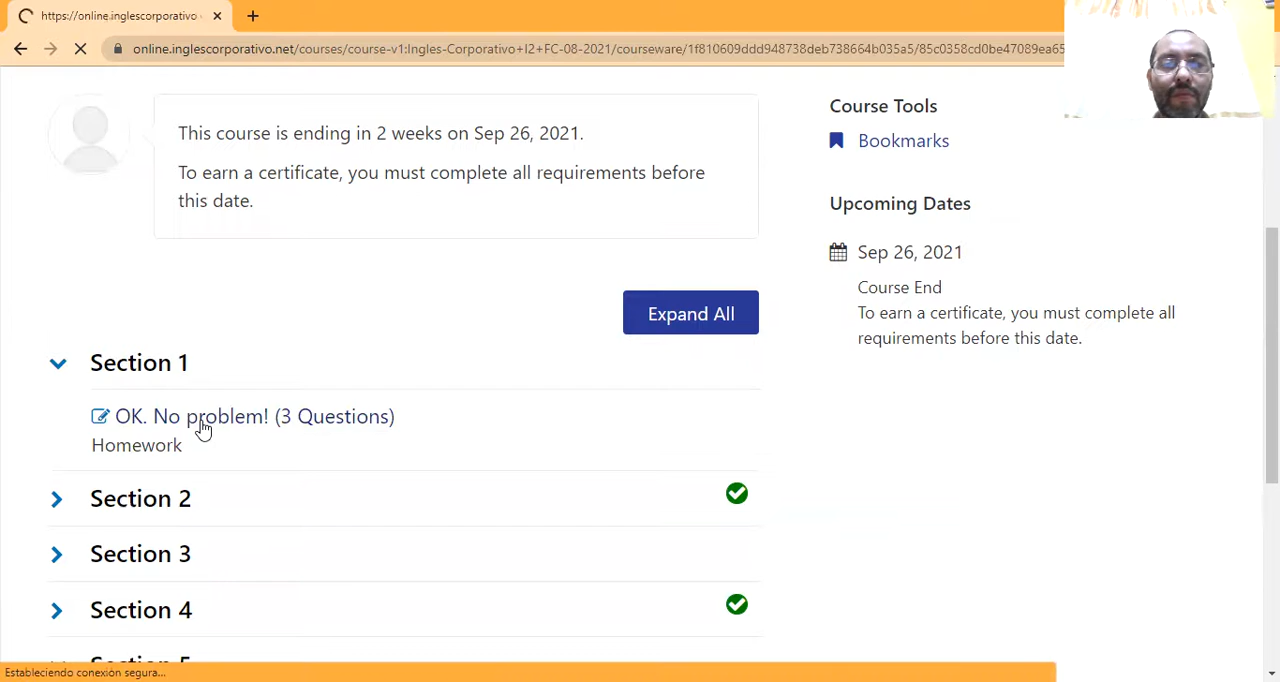 https://online.inglescorporativo
online.inglescorporativo.net/courses/course-v1:Ingles-Corporativo+I2+FC-08-2021/courseware/1f810609ddd948738deb738664b035a5/85c0358cd0be47089ea65
This course is ending in 2 weeks on Sep 26, 2021.
To earn a certificate, you must complete all requirements before
this date.
Course Tools
Bookmarks
Upcoming Dates
Sep 26, 2021
Course End
To earn a certificate, you must complete all
requirements before this date.
Expand All
Section 1
OK. No problem! (3 Questions)
Homework
Section 2
Section 3
Section 4
Section 5
Estableciendo conexión segura...